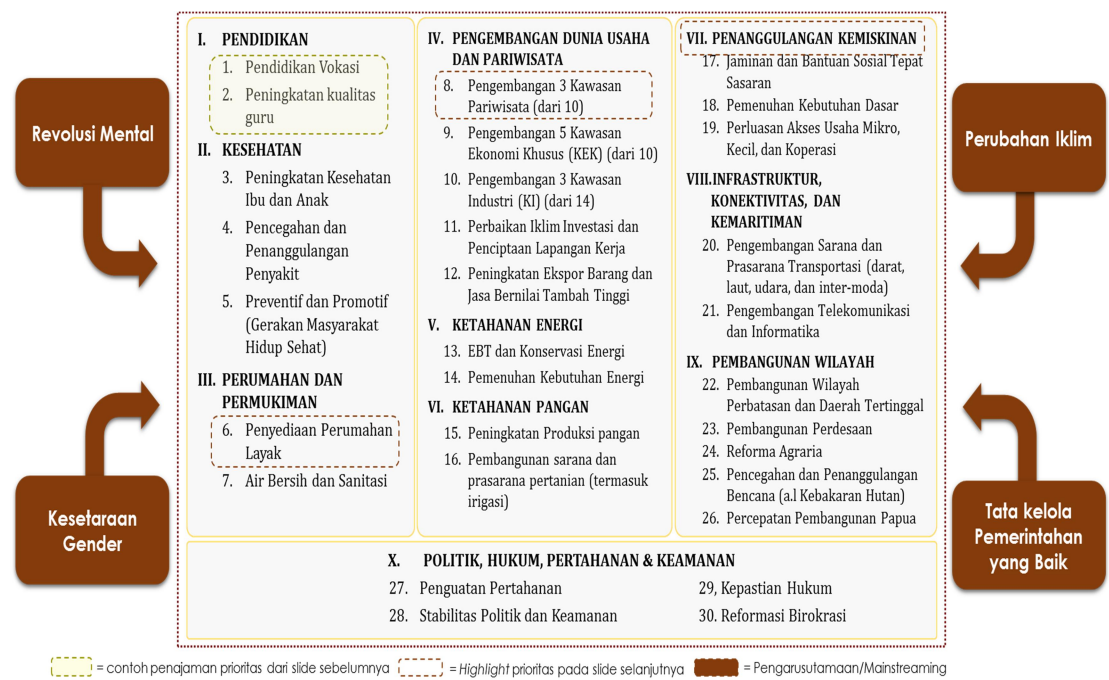 Revolusi Mental
Kesetaraan
Gender
I. PENDIDIKAN
1. Pendidikan Vokasi
2. Peningkatan kualitas
guru
II. KESEHATAN
3. Peningkatan Kesehatan
Ibu dan Anak
4. Pencegahan dan
Penanggulangan
Penyakit
5. Preventif dan Promotif
(Gerakan Masyarakat
Hidup Sehat)
III. PERUMAHAN DAN
PERMUKIMAN
6. Penyediaan Perumahan
Layak
7. Air Bersih dan Sanitasi
IV. PENGEMBANGAN DUNIA USAHA
DAN PARIWISATA
8. Pengembangan 3 Kawasan
Pariwisata (dari 10)
9. Pengembangan 5 Kawasan
Ekonomi Khusus (KEK) (dari 10)
10. Pengembangan 3 Kawasan
Industri (KI) (dari 14)
11. Perbaikan Iklim Investasi dan
Penciptaan Lapangan Kerja
12. Peningkatan Ekspor Barang dan
Jasa Bernilai Tambah Tinggi
V. KETAHANAN ENERGI
13. EBT dan Konservasi Energi
14. Pemenuhan Kebutuhan Energi
VI. KETAHANAN PANGAN
15. Peningkatan Produksi pangan
16. Pembangunan sarana dan
prasarana pertanian (termasuk
irigasi)
VII. PENANGGULANGAN KEMISKINAN
17. Jaminan dan Bantuan Sosial Tepat
Sasaran
18. Pemenuhan Kebutuhan Dasar
19. Perluasan Akses Usaha Mikro,
Kecil, dan Koperasi
VIII.INFRASTRUKTUR,
KONEKTIVITAS, DAN
KEMARITIMAN
20. Pengembangan Sarana dan
Prasarana Transportasi (darat,
laut, udara, dan inter-moda)
21. Pengembangan Telekomunikasi
dan Informatika
IX. PEMBANGUNAN WILAYAH
22. Pembangunan Wilayah
Perbatasan dan Daerah Tertinggal
23. Pembangunan Perdesaan
24. Reforma Agraria
25. Pencegahan dan Penanggulangan
Bencana (a.l Kebakaran Hutan)
26. Percepatan Pembangunan Papua
Perubahan Iklim
Tata kelola
Pemerintahan
yang Baik
X. POLITIK, HUKUM, PERTAHANAN & KEAMANAN
27. Penguatan Pertahanan
28. Stabilitas Politik dan Keamanan
29, Kepastian Hukum
30. Reformasi Birokrasi
= contoh penajaman prioritas dari slide sebelumnya
= Highlight prioritas pada slide selanjutnya
= Pengarusutamaan/Mainstreaming